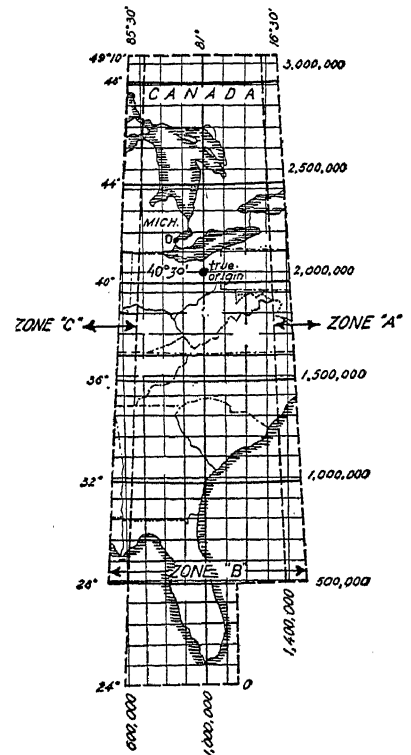 85°30'
81°
16°30'
49°10'
48°
3,000,000
CANADA
2,500,000
44°
MICH.
D
40°30'
true
origin
2,000,000
40°
ZONE "C"
ZONE "A"
36°
1,500,000
32°
1,000,000
ZONE "B"
28°
500,000
24°
0
600,000
1,000,000
1,400,000